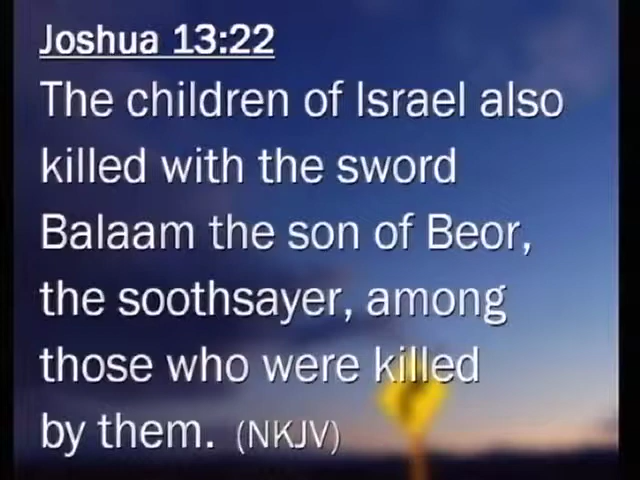 Joshua 13:22
The children of Israel also
killed with the sword
Balaam the son of Beor,
the soothsayer, among
those who were killed
by them. (NKJV)